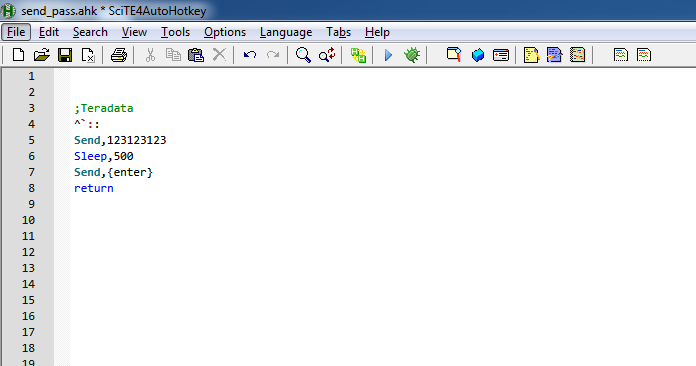 send_pass.ahk * SciTE4AutoHotkey
File Edit Search View Tools Options Language Tabs Help
1
2
3 ;Teradata
4 ^`::
5 Send,123123123
6 Sleep,500
7 Send,{enter}
8 return
9
10
11
12
13
14
15
16
17
18
19